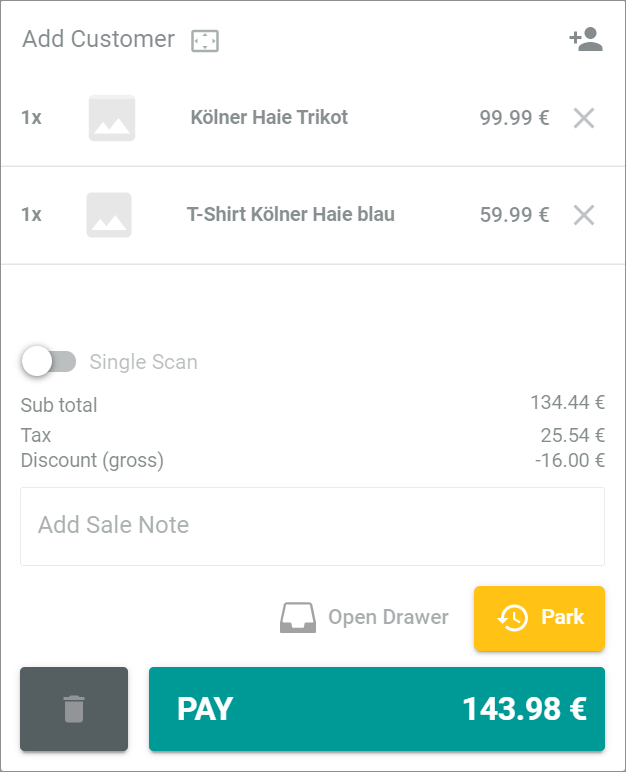 Add Customer
1x Kölner Haie Trikot 99.99 €
1x T-Shirt Kölner Haie blau 59.99 €
Single Scan
Sub total 134.44 €
Tax 25.54 €
Discount (gross) -16.00 €
Add Sale Note
Open Drawer Park
PAY 143.98 €